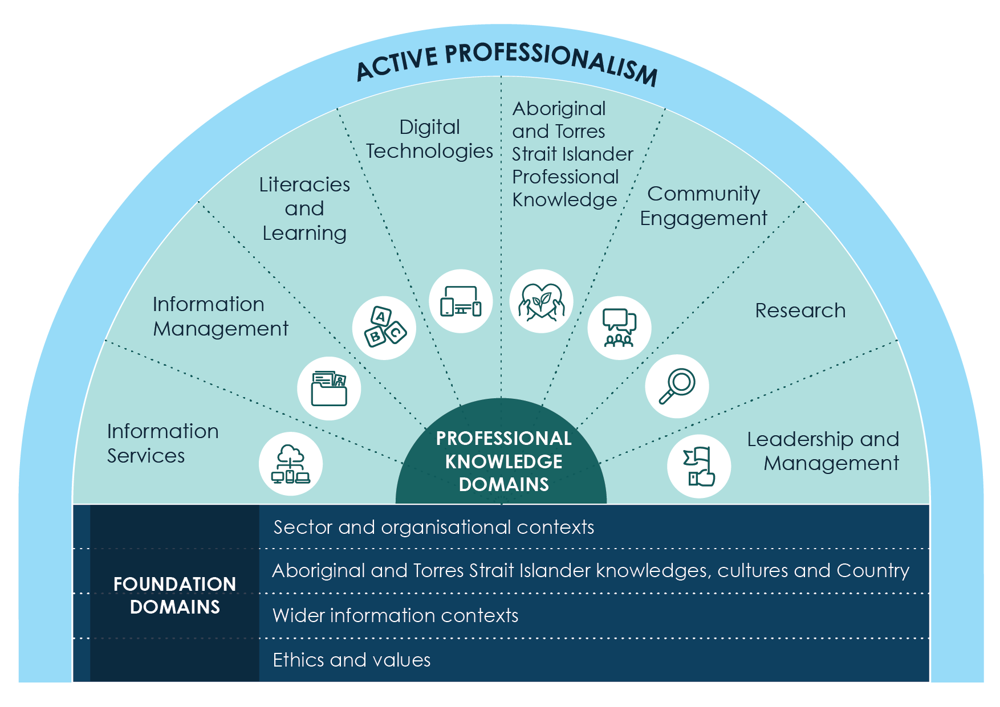 ACTIVE PROFESSIONALISM
Information
Services
Information
Management
Literacies
and
Learning
Digital
Technologies
Aboriginal
and Torres
Strait Islander
Professional
Knowledge
Community
Engagement
Research
Leadership and
Management
A
B
C
PROFESSIONAL
KNOWLEDGE
DOMAINS
FOUNDATION
DOMAINS
Sector and organisational contexts
Aboriginal and Torres Strait Islander knowledges, cultures and Country
Wider information contexts
Ethics and values